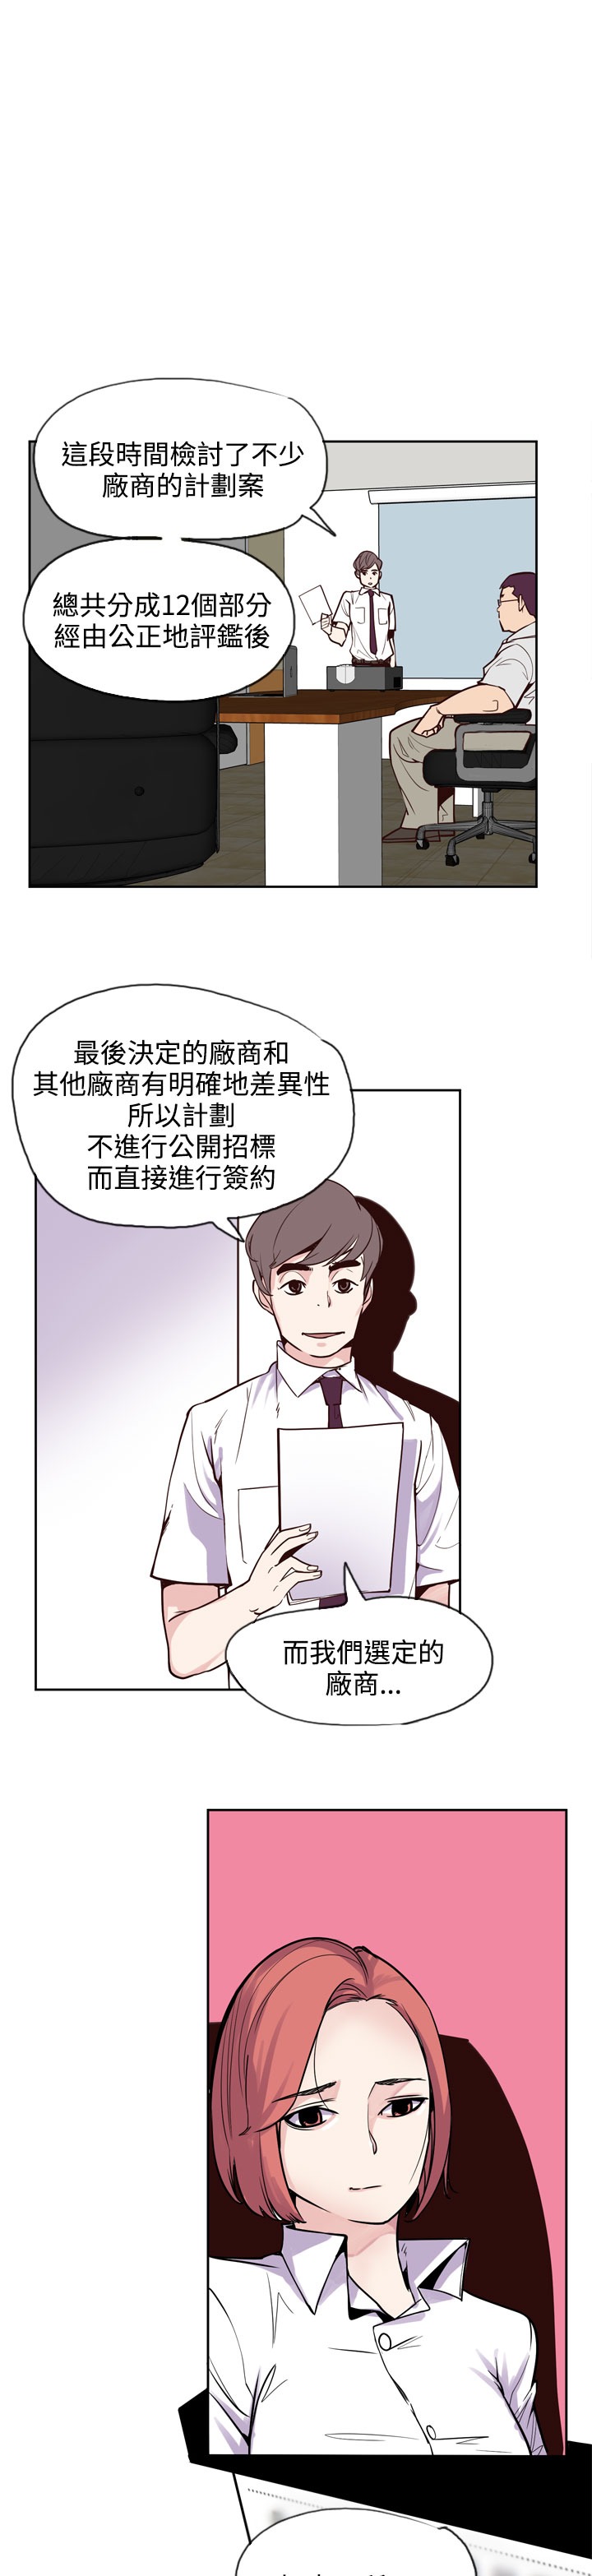 這段時間檢討了不少
廠商的計劃案
總共分成12個部分
經由公正地評鑑後
最後決定的廠商和
其他廠商有明確地差異性
所以計劃
不進行公開招標
而直接進行簽約
而我們選定的
廠商...